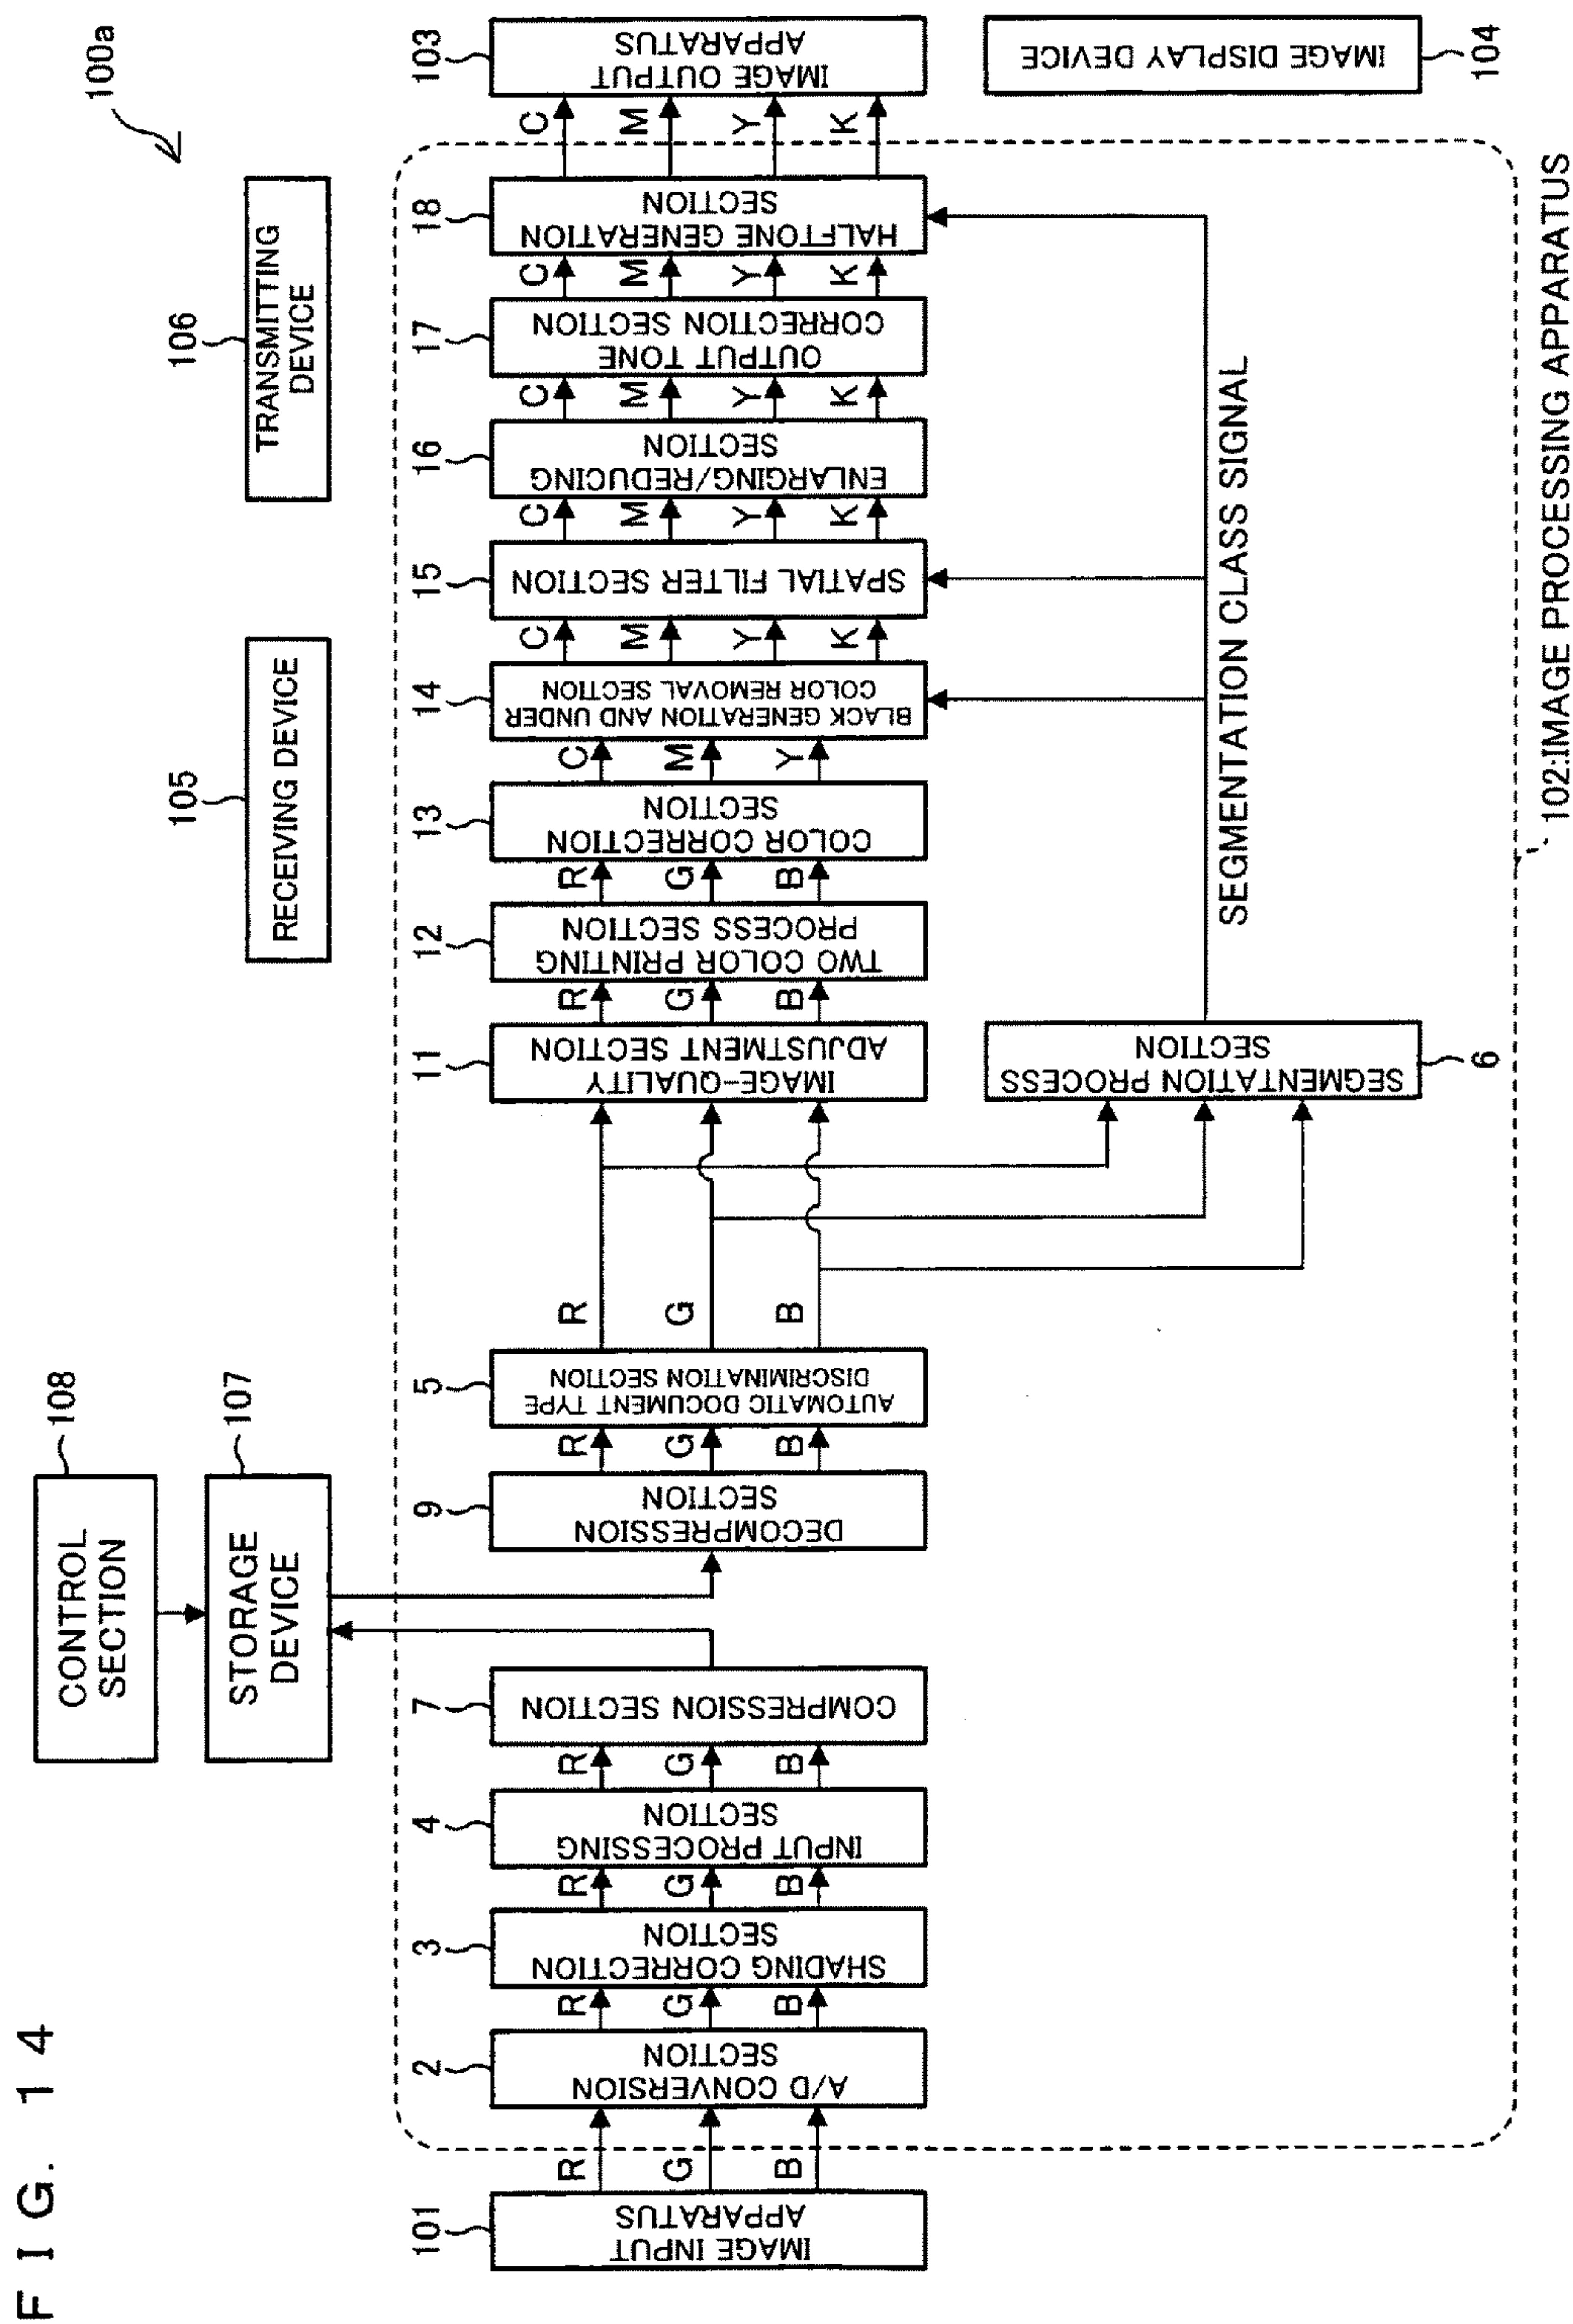 FIG. 14
100a
CONTROL
SECTION
108
STORAGE
DEVICE
107
RECEIVING DEVICE
105
TRANSMITTING
DEVICE
106
IMAGE INPUT
APPARATUS
101
R
G
B
A/D CONVERSION
SECTION
2
R
G
B
SHADING CORRECTION
SECTION
3
R
G
B
INPUT PROCESSING
SECTION
4
R
G
B
COMPRESSION SECTION
7
DECOMPRESSION
SECTION
9
R
G
B
AUTOMATIC DOCUMENT TYPE
DISCRIMINATION SECTION
5
R
G
B
IMAGE-QUALITY
ADJUSTMENT SECTION
11
R
G
B
TWO COLOR PRINTING
PROCESS SECTION
12
R
G
B
COLOR CORRECTION
SECTION
13
C
M
Y
BLACK GENERATION AND UNDER
COLOR REMOVAL SECTION
14
C
M
Y
K
SPATIAL FILTER SECTION
15
C
M
Y
K
ENLARGING/REDUCING
SECTION
16
C
M
Y
K
OUTPUT TONE
CORRECTION SECTION
17
C
M
Y
K
HALFTONE GENERATION
SECTION
18
C
M
Y
K
IMAGE OUTPUT
APPARATUS
103
SEGMENTATION PROCESS
SECTION
6
SEGMENTATION CLASS SIGNAL
IMAGE DISPLAY DEVICE
104
102:IMAGE PROCESSING APPARATUS